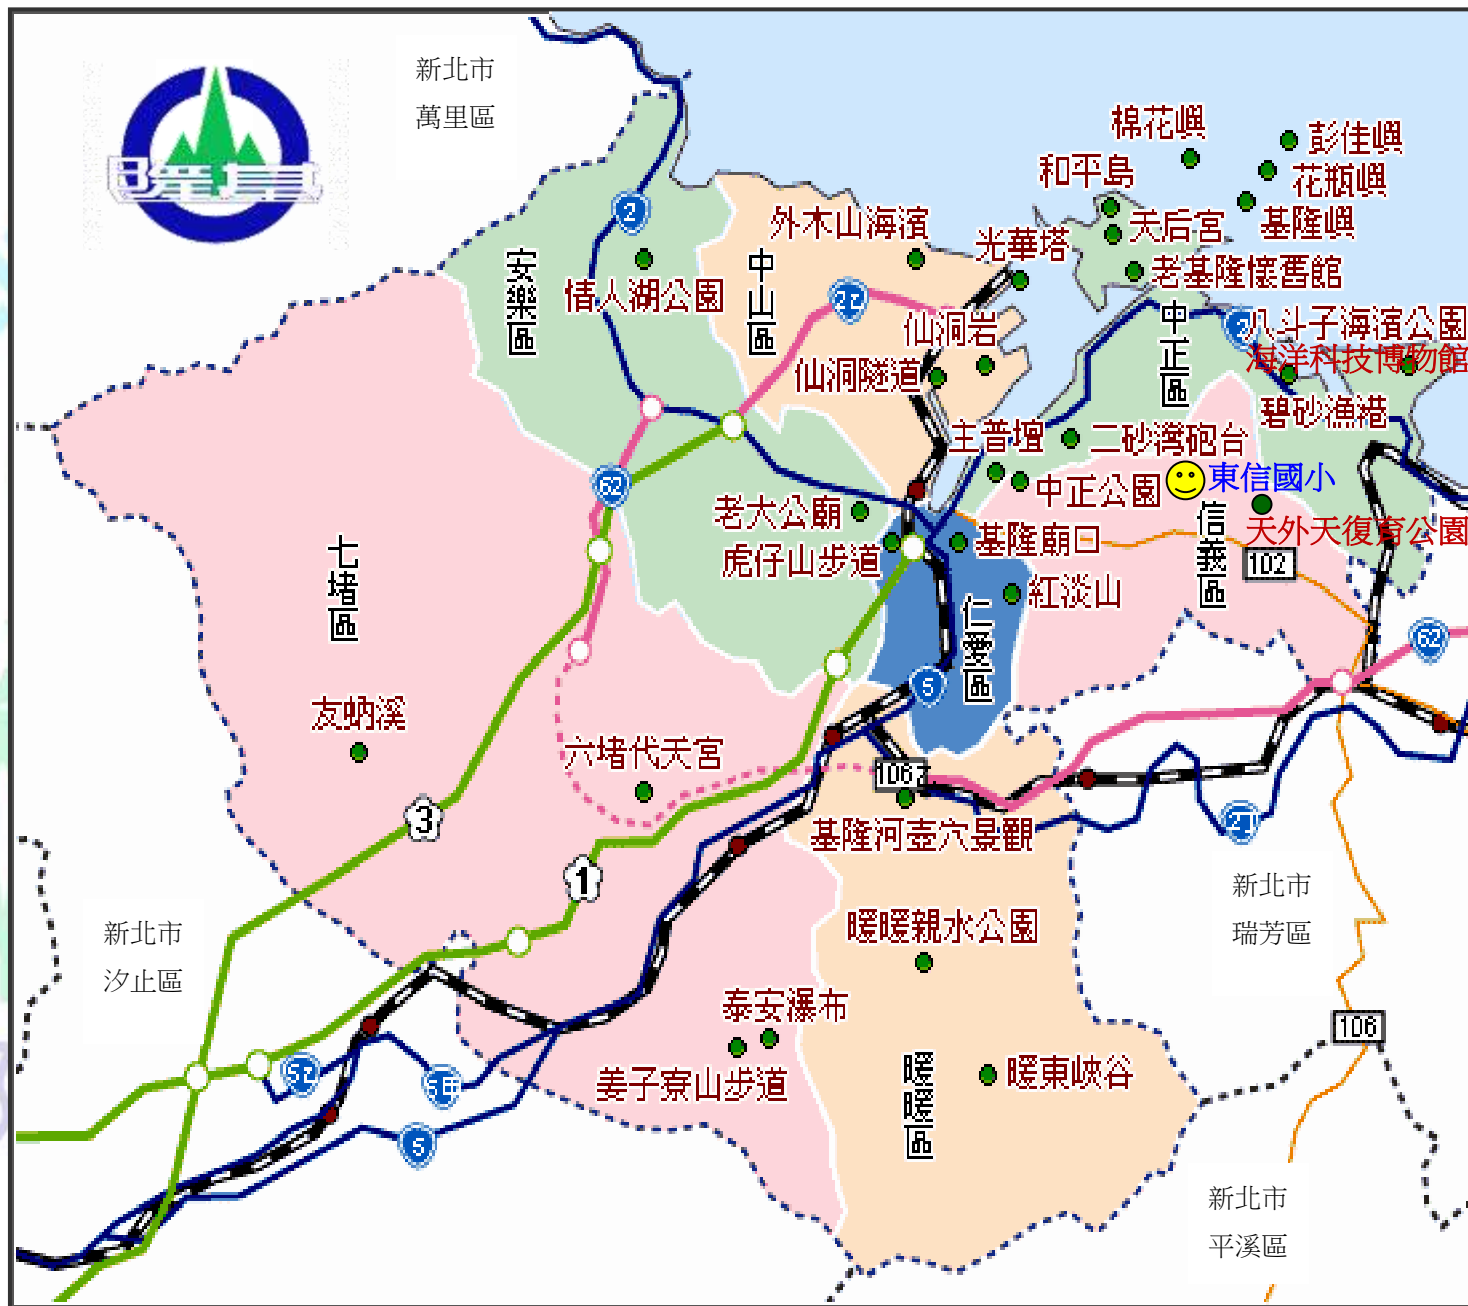 新北市
萬里區
棉花嶼
彭佳嶼
和平島
花瓶嶼
外木山海濱
天后宮
基隆嶼
2
安樂區
中山區
光華塔
老基隆懷舊館
情人湖公園
中正區
仙洞岩
八斗子海濱公園
海洋科技博物館
仙洞隧道
碧砂漁港
主普壇
二砂灣砲台
62
中正公園
東信國小
老大公廟
信義區
天外天復育公園
七堵區
虎仔山步道
基隆廟口
102
紅淡山
仁愛區
62
5
友蚋溪
六堵代天宮
3
基隆河壺穴景觀
1
新北市
瑞芳區
新北市
汐止區
暖暖親水公園
泰安瀑布
106
姜子寮山步道
暖暖區
暖東峽谷
5
新北市
平溪區